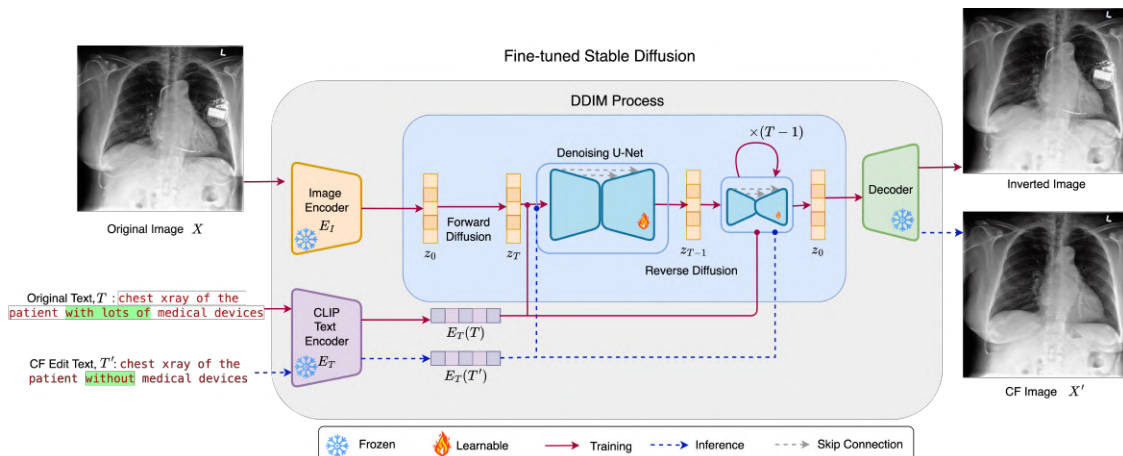 L
L
Fine-tuned Stable Diffusion
DDIM Process
×(T − 1)
Denoising U-Net
Image
Encoder
E_I
Decoder
Forward
Diffusion
Inverted Image
Original Image X
z_0
z_T
z_{T−1}
z_0
Reverse Diffusion
L
Original Text, T : chest xray of the
patient with lots of medical devices
CLIP
Text
Encoder
E_T
E_T(T)
CF Edit Text, T′: chest xray of the
patient without medical devices
E_T(T′)
CF Image X′
Frozen
Learnable
Training
Inference
Skip Connection